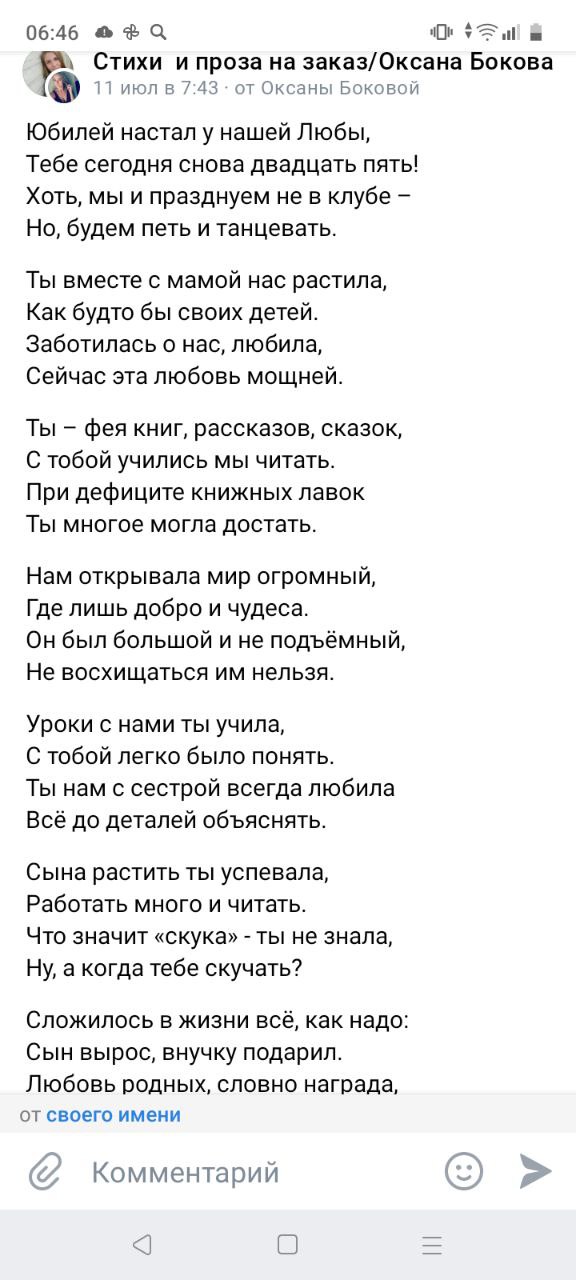 06:46
Стихи и проза на заказ/Оксана Бокова
11 июл в 7:43 · от Оксаны Боковой
Юбилей настал у нашей Любы,
Тебе сегодня снова двадцать пять!
Хоть, мы и празднуем не в клубе –
Но, будем петь и танцевать.
Ты вместе с мамой нас растила,
Как будто бы своих детей.
Заботилась о нас, любила,
Сейчас эта любовь мощней.
Ты – фея книг, рассказов, сказок,
С тобой учились мы читать.
При дефиците книжных лавок
Ты многое могла достать.
Нам открывала мир огромный,
Где лишь добро и чудеса.
Он был большой и не подъёмный,
Не восхищаться им нельзя.
Уроки с нами ты учила,
С тобой легко было понять.
Ты нам с сестрой всегда любила
Всё до деталей объяснять.
Сына растить ты успевала,
Работать много и читать.
Что значит «скука» - ты не знала,
Ну, а когда тебе скучать?
Сложилось в жизни всё, как надо:
Сын вырос, внучку подарил.
Любовь родных, словно награда,
от своего имени
Комментарий